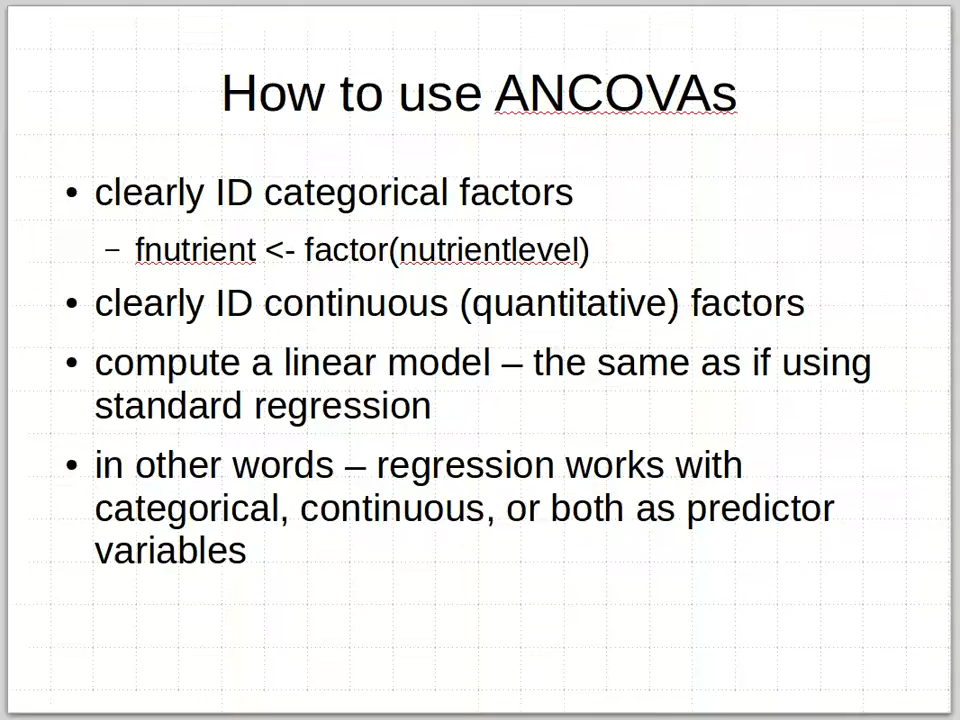 How to use ANCOVAs
• clearly ID categorical factors
– fnutrient <- factor(nutrientlevel)
• clearly ID continuous (quantitative) factors
• compute a linear model – the same as if using
standard regression
• in other words – regression works with
categorical, continuous, or both as predictor
variables